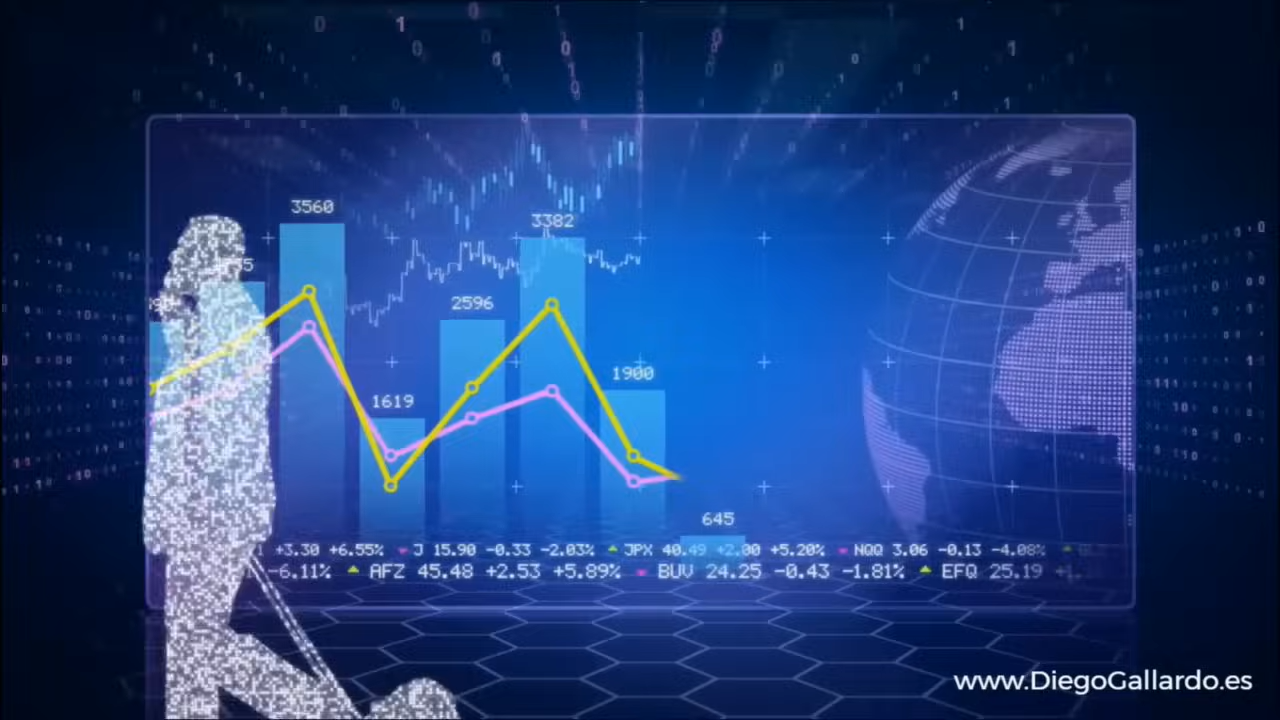 3560
3382
2596
1900
1619
645
+3.30 +6.55% J 15.90 -0.33 -2.03% JPX 40.49 +2.00 +5.20% NQQ 3.06 -0.13 -4.08%
-6.11% AFZ 45.48 +2.53 +5.89% BUV 24.25 -0.43 -1.81% EFQ 25.19
www.DiegoGallardo.es